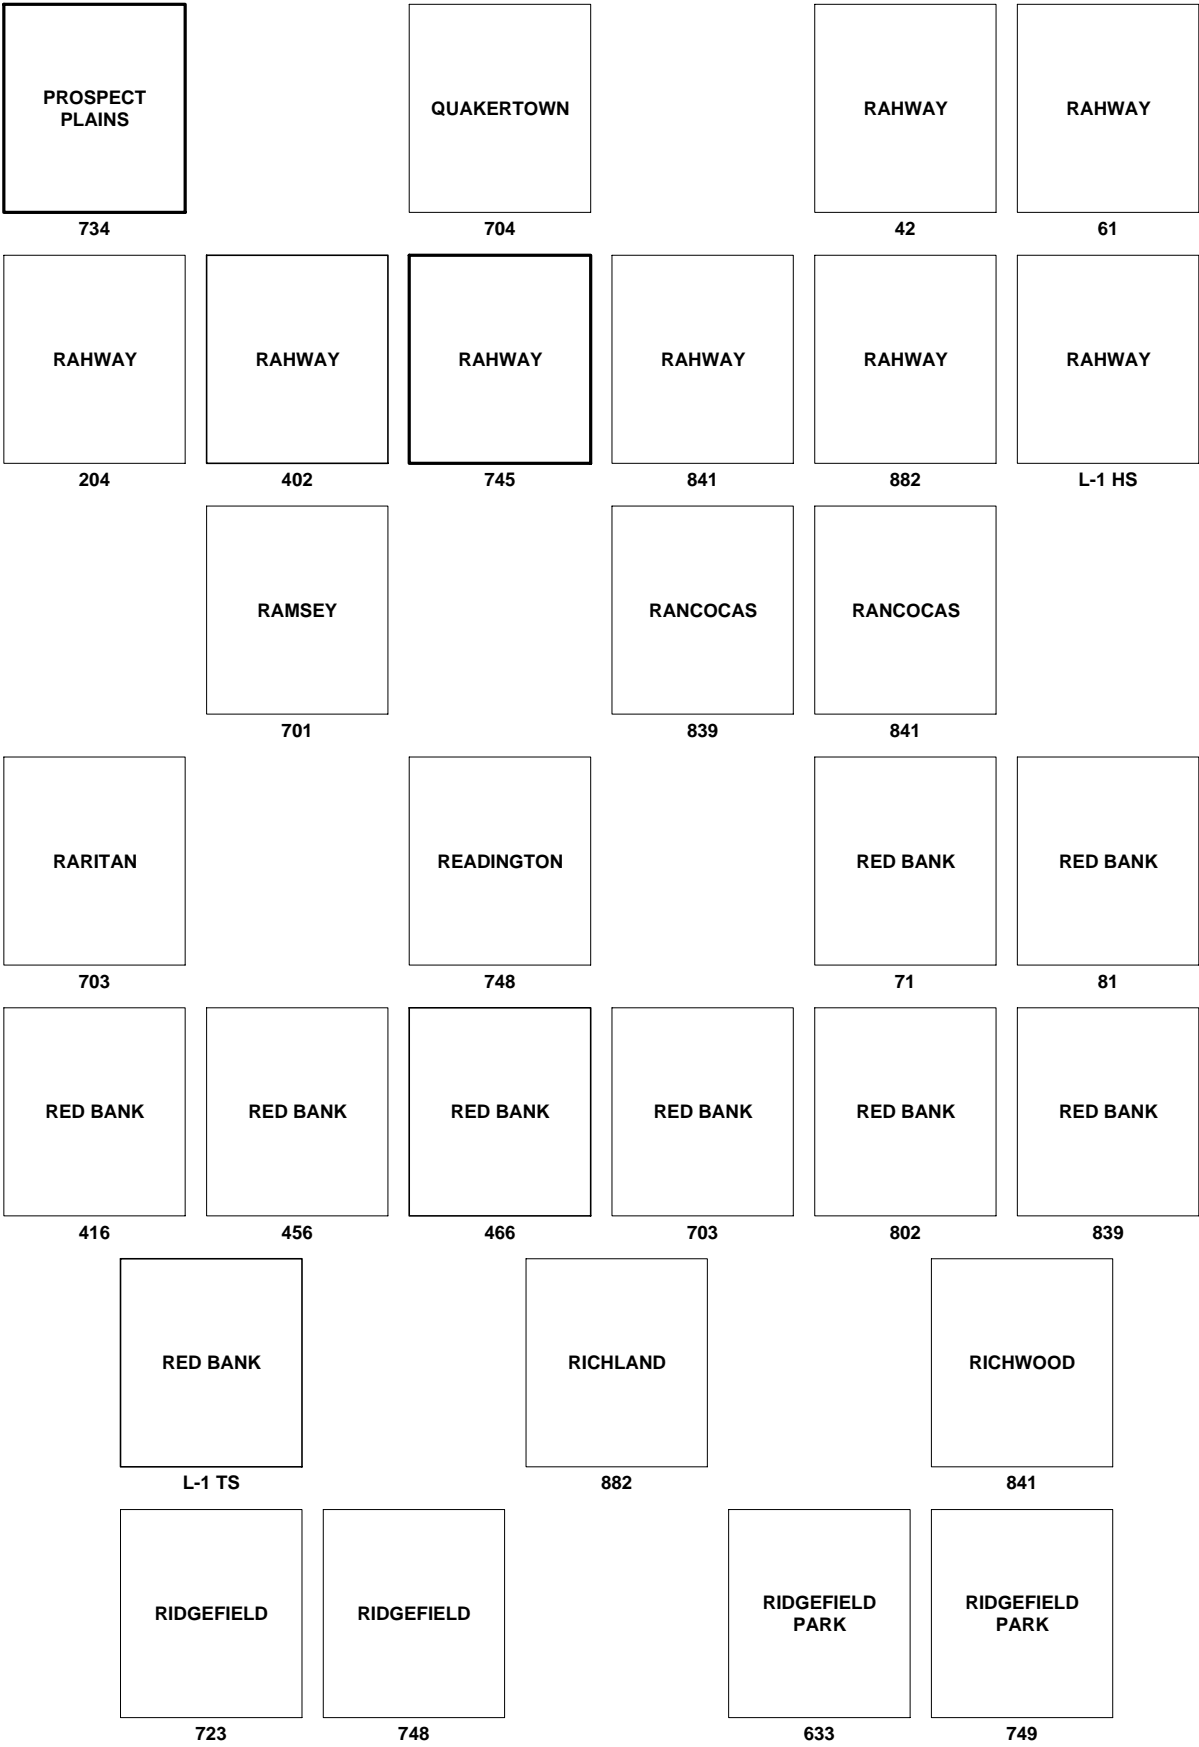 PROSPECT
PLAINS
QUAKERTOWN
RAHWAY
RAHWAY
734
704
42
61
RAHWAY
RAHWAY
RAHWAY
RAHWAY
RAHWAY
RAHWAY
204
402
745
841
882
L-1 HS
RAMSEY
RANCOCAS
RANCOCAS
701
839
841
RARITAN
READINGTON
RED BANK
RED BANK
703
748
71
81
RED BANK
RED BANK
RED BANK
RED BANK
RED BANK
RED BANK
416
456
466
703
802
839
RED BANK
RICHLAND
RICHWOOD
L-1 TS
882
841
RIDGEFIELD
RIDGEFIELD
RIDGEFIELD
PARK
RIDGEFIELD
PARK
723
748
633
749